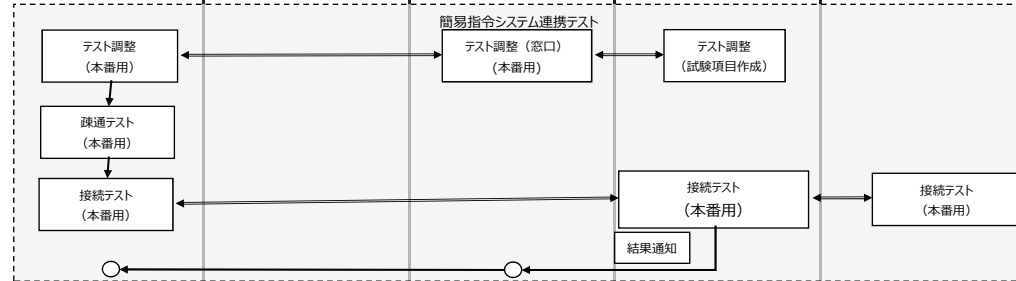 簡易指令システム連携テスト
テスト調整
（本番用）
テスト調整（窓口）
(本番用)
テスト調整
（試験項目作成）
疎通テスト
（本番用）
接続テスト
（本番用）
接続テスト
（本番用）
接続テスト
（本番用）
結果通知